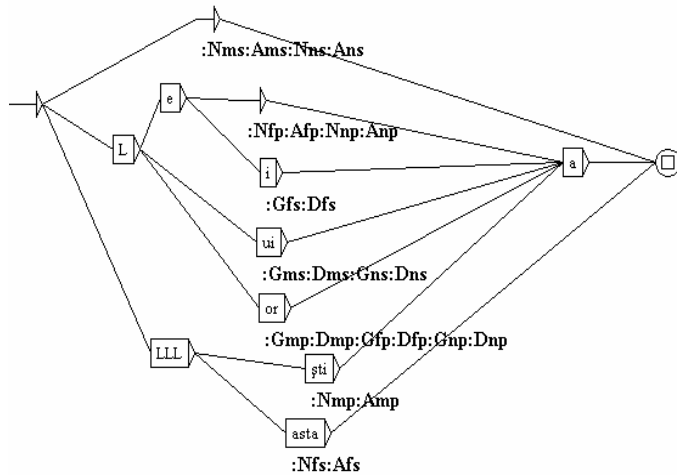 :Nms:Ams:Nns:Ans
e
:Nfp:Afp:Nnp:Anp
L
i
a
:Gfs:Dfs
ui
:Gms:Dms:Gns:Dns
or
:Gmp:Dmp:Gfp:Dfp:Gnp:Dnp
LLL
şti
:Nmp:Amp
asta
:Nfs:Afs